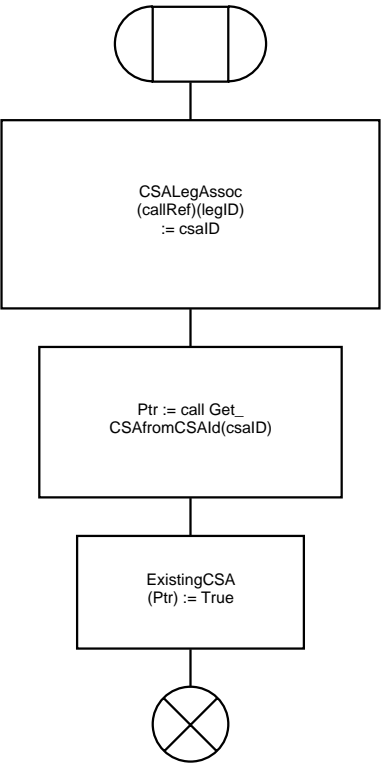 CSALegAssoc
(callRef)(legID)
:= csaID
Ptr := call Get_
CSAfromCSAId(csaID)
ExistingCSA
(Ptr) := True